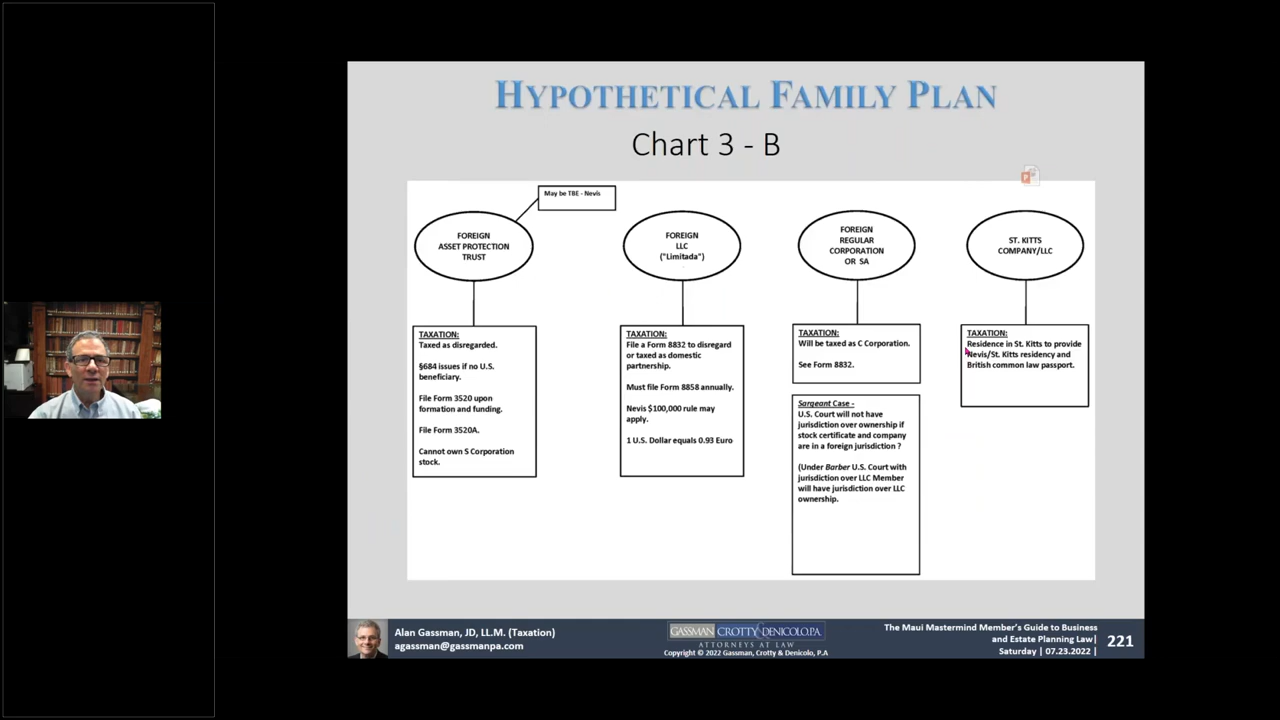 HYPOTHETICAL FAMILY PLAN
Chart 3 - B
May be TBE - Nevis
FOREIGN
ASSET PROTECTION
TRUST
TAXATION:
Taxed as disregarded.
§684 issues if no U.S.
beneficiary.
File Form 3520 upon
formation and funding.
File Form 3520A.
Cannot own S Corporation
stock.
FOREIGN
LLC
("Limitada")
TAXATION:
File a Form 8832 to disregard
or taxed as domestic
partnership.
Must file Form 8858 annually.
Nevis $100,000 rule may
apply.
1 U.S. Dollar equals 0.93 Euro
FOREIGN
REGULAR
CORPORATION
OR SA
TAXATION:
Will be taxed as C Corporation.
See Form 8832.
Sargeant Case -
U.S. Court will not have
jurisdiction over ownership if
stock certificate and company
are in a foreign jurisdiction ?
(Under Barber U.S. Court with
jurisdiction over LLC Member
will have jurisdiction over LLC
ownership.
ST. KITTS
COMPANY/LLC
TAXATION:
Residence in St. Kitts to provide
Nevis/St. Kitts residency and
British common law passport.
P
Alan Gassman, JD, LL.M. (Taxation)
agassman@gassmanpa.com
GASSMAN CROTTY & DENICOLO, P.A.
ATTORNEYS AT LAW
Copyright © 2022 Gassman, Crotty & Denicolo, P.A
The Maui Mastermind Member's Guide to Business
and Estate Planning Law|
Saturday | 07.23.2022 |
221